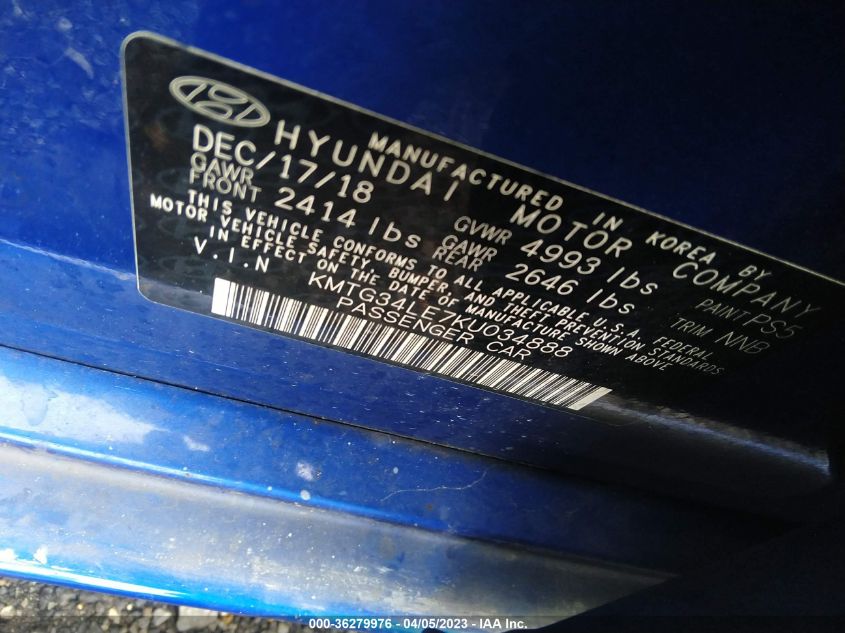 MANUFACTURED IN KOREA BY
HYUNDAI MOTOR COMPANY
DEC/17/18 GVWR 4993 lbs PAINT PS5
GAWR FRONT 2414 lbs GAWR REAR 2646 lbs TRIM NNB
THIS VEHICLE CONFORMS TO ALL APPLICABLE U.S.A. FEDERAL
MOTOR VEHICLE SAFETY, BUMPER AND THEFT PREVENTION STANDARDS
IN EFFECT ON THE DATE OF MANUFACTURE SHOWN ABOVE
V.I.N KMTG34LE7KU034888
PASSENGER CAR
000-36279976 - 04/05/2023 - IAA Inc.